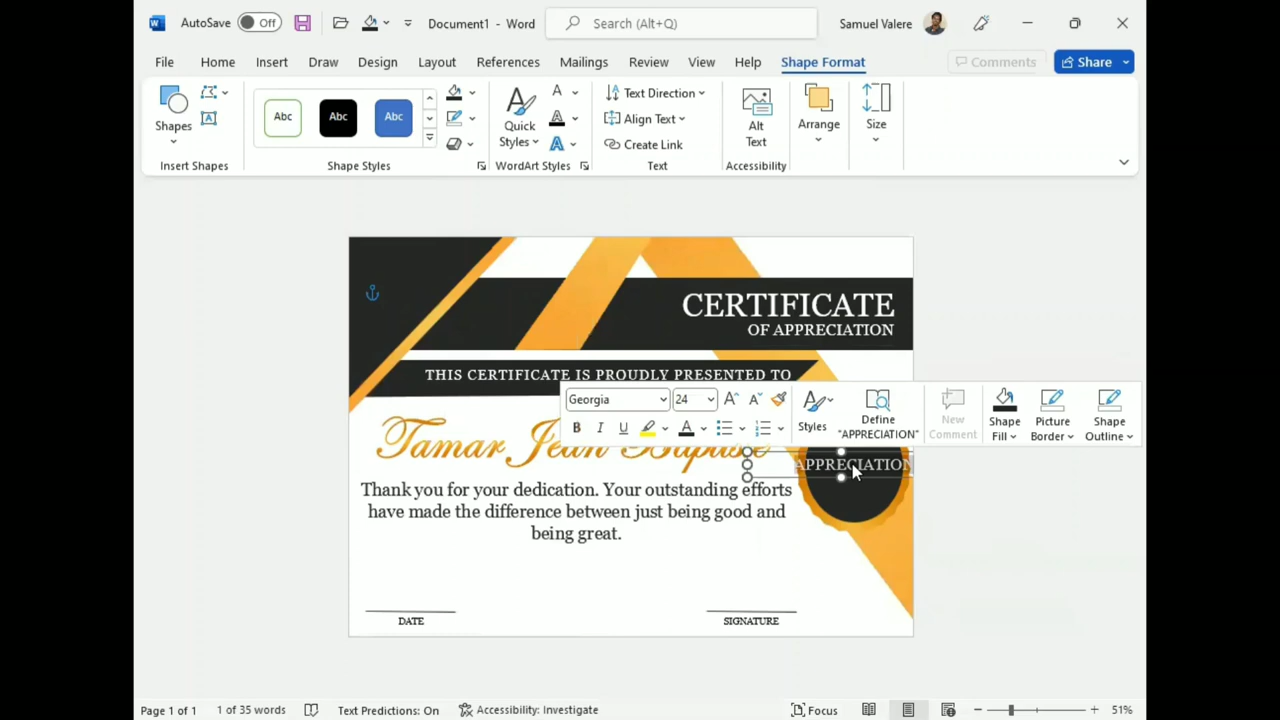 AutoSave Off Document1 - Word Search (Alt+Q) Samuel Valere
File Home Insert Draw Design Layout References Mailings Review View Help Shape Format Comments Share
Shapes
Insert Shapes
Abc Abc Abc
Shape Styles
Quick Styles
WordArt Styles
Text Direction
Align Text
Create Link
Text
Alt Text
Accessibility
Arrange
Size
CERTIFICATE
OF APPRECIATION
THIS CERTIFICATE IS PROUDLY PRESENTED TO
Georgia 24
Styles
Define "APPRECIATION"
New Comment
Shape Fill
Picture Border
Shape Outline
Tamar Jean Baptise
APPRECIATION
Thank you for your dedication. Your outstanding efforts
have made the difference between just being good and
being great.
DATE SIGNATURE
Page 1 of 1 1 of 35 words Text Predictions: On Accessibility: Investigate Focus 51%